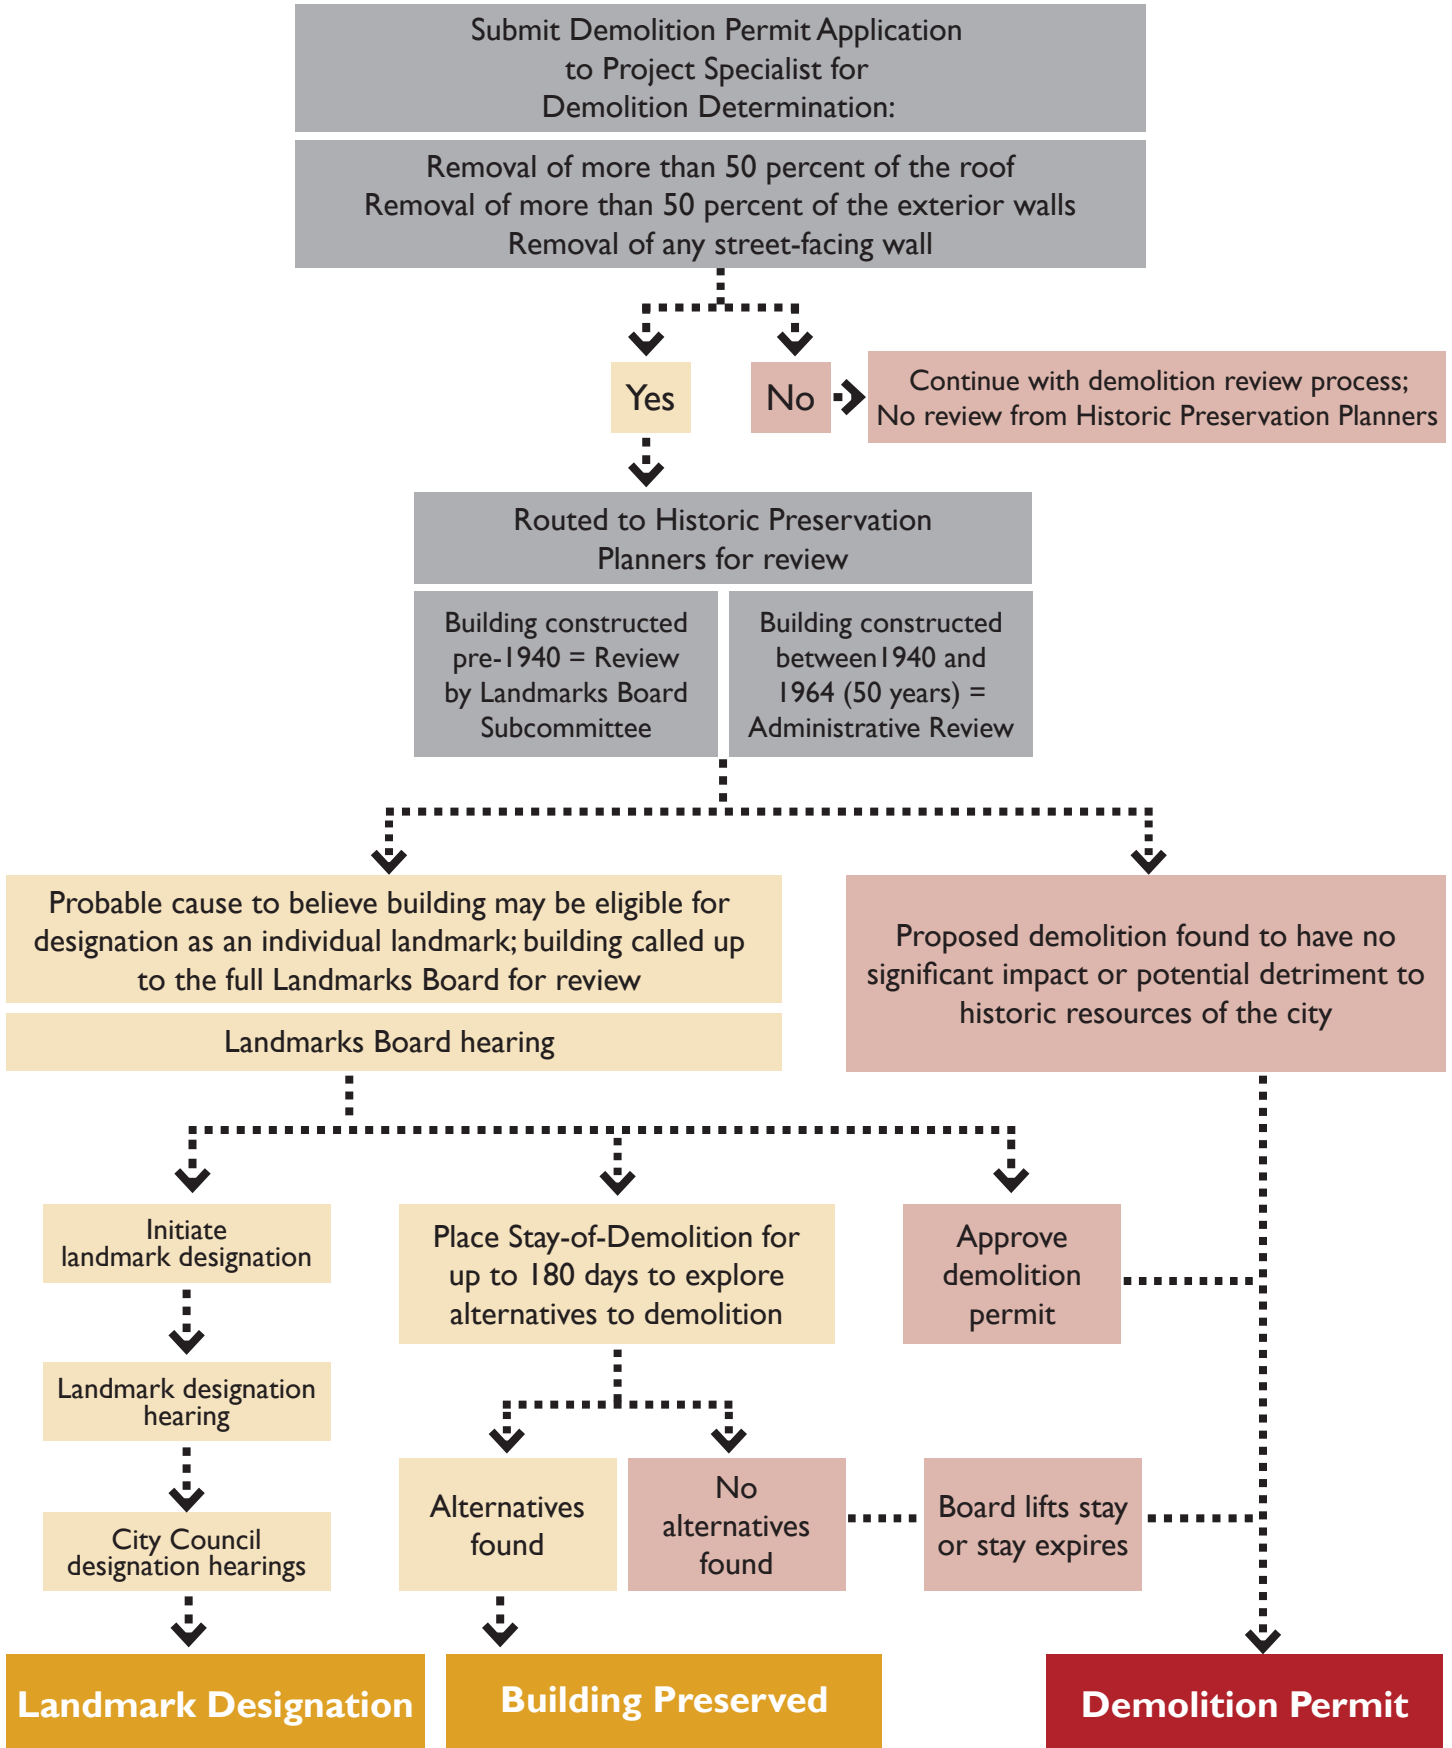 Submit Demolition Permit Application
to Project Specialist for
Demolition Determination:
Removal of more than 50 percent of the roof
Removal of more than 50 percent of the exterior walls
Removal of any street-facing wall
Yes
No
Continue with demolition review process;
No review from Historic Preservation Planners
Routed to Historic Preservation
Planners for review
Building constructed
pre-1940 = Review
by Landmarks Board
Subcommittee
Building constructed
between1940 and
1964 (50 years) =
Administrative Review
Probable cause to believe building may be eligible for
designation as an individual landmark; building called up
to the full Landmarks Board for review
Landmarks Board hearing
Proposed demolition found to have no
significant impact or potential detriment to
historic resources of the city
Initiate
landmark designation
Place Stay-of-Demolition for
up to 180 days to explore
alternatives to demolition
Approve
demolition
permit
Landmark designation
hearing
City Council
designation hearings
Alternatives
found
No
alternatives
found
Board lifts stay
or stay expires
Landmark Designation
Building Preserved
Demolition Permit